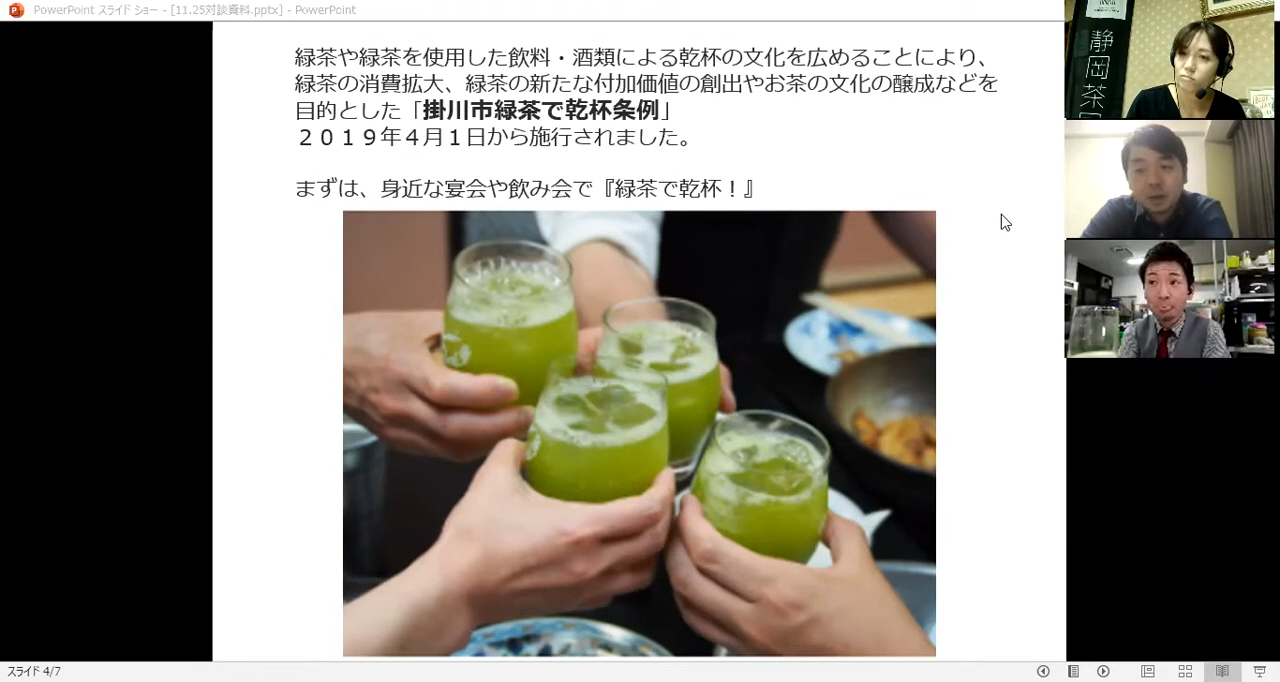 PowerPoint スライド ショー - [11.25対談資料.pptx] - PowerPoint
緑茶や緑茶を使用した飲料・酒類による乾杯の文化を広めることにより、
緑茶の消費拡大、緑茶の新たな付加価値の創出やお茶の文化の醸成などを
目的とした「掛川市緑茶で乾杯条例」
２０１９年４月１日から施行されました。
まずは、身近な宴会や飲み会で『緑茶で乾杯！』
静岡茶
スライド 4/7